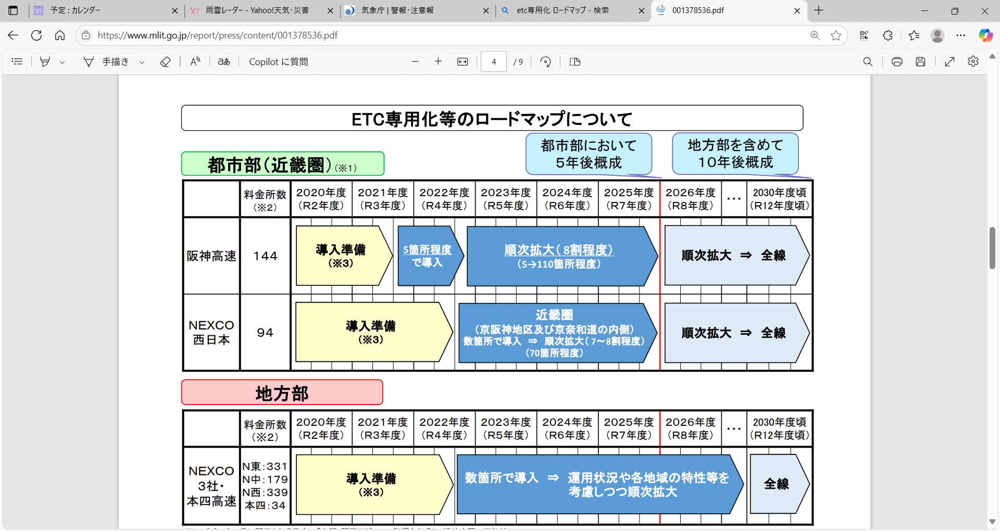 予定：カレンダー
雨雲レーダー - Yahoo!天気・災害
気象庁 | 警報・注意報
etc専用化 ロードマップ - 検索
001378536.pdf
https://www.mlit.go.jp/report/press/content/001378536.pdf
手描き
aあ
Copilot に質問
4
/ 9
ETC専用化等のロードマップについて
都市部において
5年後概成
地方部を含めて
10年後概成
都市部（近畿圏）（※1）
料金所数
（※2）
2020年度
（R2年度）
2021年度
（R3年度）
2022年度
（R4年度）
2023年度
（R5年度）
2024年度
（R6年度）
2025年度
（R7年度）
2026年度
（R8年度）
･･･
2030年度頃
（R12年度頃）
阪神高速
144
導入準備
（※3）
5箇所程度
で導入
順次拡大（8割程度）
（5→110箇所程度）
順次拡大 ⇒ 全線
NEXCO
西日本
94
導入準備
（※3）
近畿圏
（京阪神地区及び京奈和道の内側）
数箇所で導入 ⇒ 順次拡大（7～8割程度）
（70箇所程度）
順次拡大 ⇒ 全線
地方部
料金所数
（※2）
2020年度
（R2年度）
2021年度
（R3年度）
2022年度
（R4年度）
2023年度
（R5年度）
2024年度
（R6年度）
2025年度
（R7年度）
2026年度
（R8年度）
･･･
2030年度頃
（R12年度頃）
NEXCO
3社・
本四高速
N東：331
N中：179
N西：339
本四：34
導入準備
（※3）
数箇所で導入 ⇒ 運用状況や各地域の特性等を
考慮しつつ順次拡大
全線